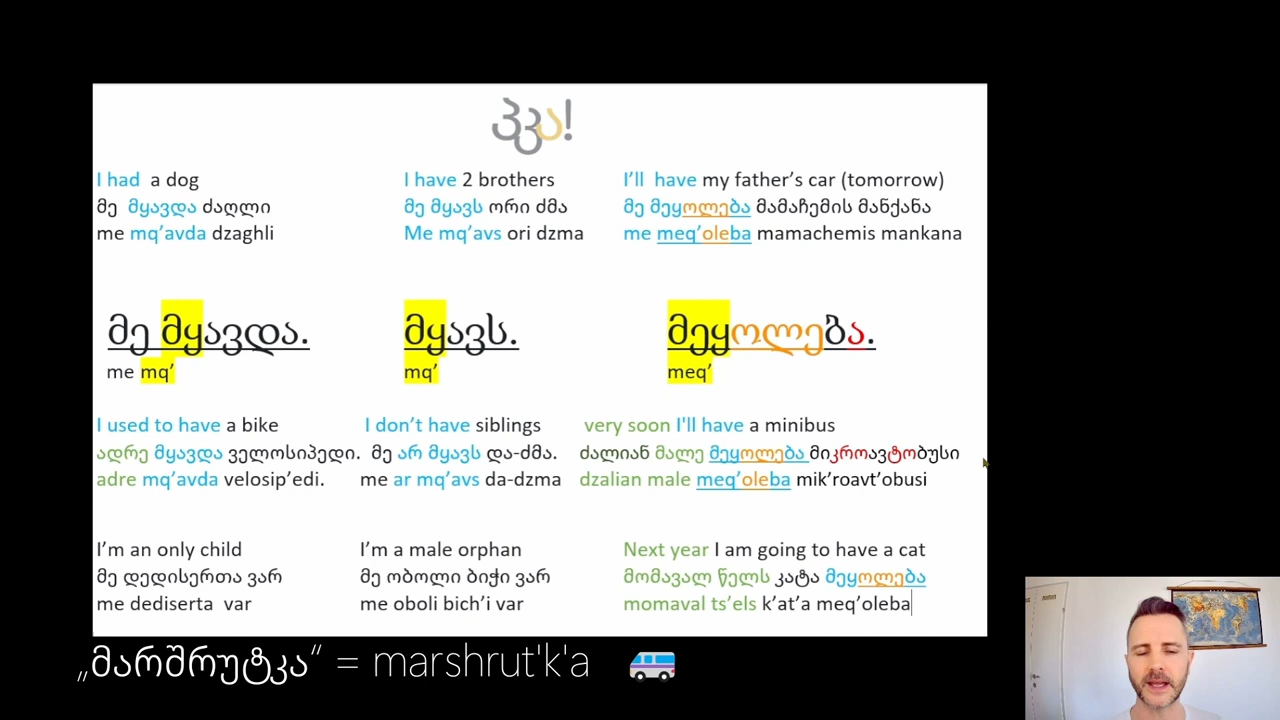 ჰკა!
I had a dog
მე მყავდა ძაღლი
me mq’avda dzaghli
I have 2 brothers
მე მყავს ორი ძმა
Me mq’avs ori dzma
I’ll have my father’s car (tomorrow)
მე მეყოლება მამაჩემის მანქანა
me meq’oleba mamachemis mankana
მე მყავდა.
me mq’
მყავს.
mq’
მეყოლება.
meq’
I used to have a bike
ადრე მყავდა ველოსიპედი.
adre mq’avda velosip’edi.
I don’t have siblings
მე არ მყავს და-ძმა.
me ar mq’avs da-dzma
very soon I'll have a minibus
ძალიან მალე მეყოლება მიკროავტობუსი
dzalian male meq’oleba mik’roavt’obusi
I’m an only child
მე დედისერთა ვარ
me dediserta var
I’m a male orphan
მე ობოლი ბიჭი ვარ
me oboli bich’i var
Next year I am going to have a cat
მომავალ წელს კატა მეყოლება
momaval ts’els k’at’a meq’oleba
„მარშრუტკა“ = marshrut'k'a